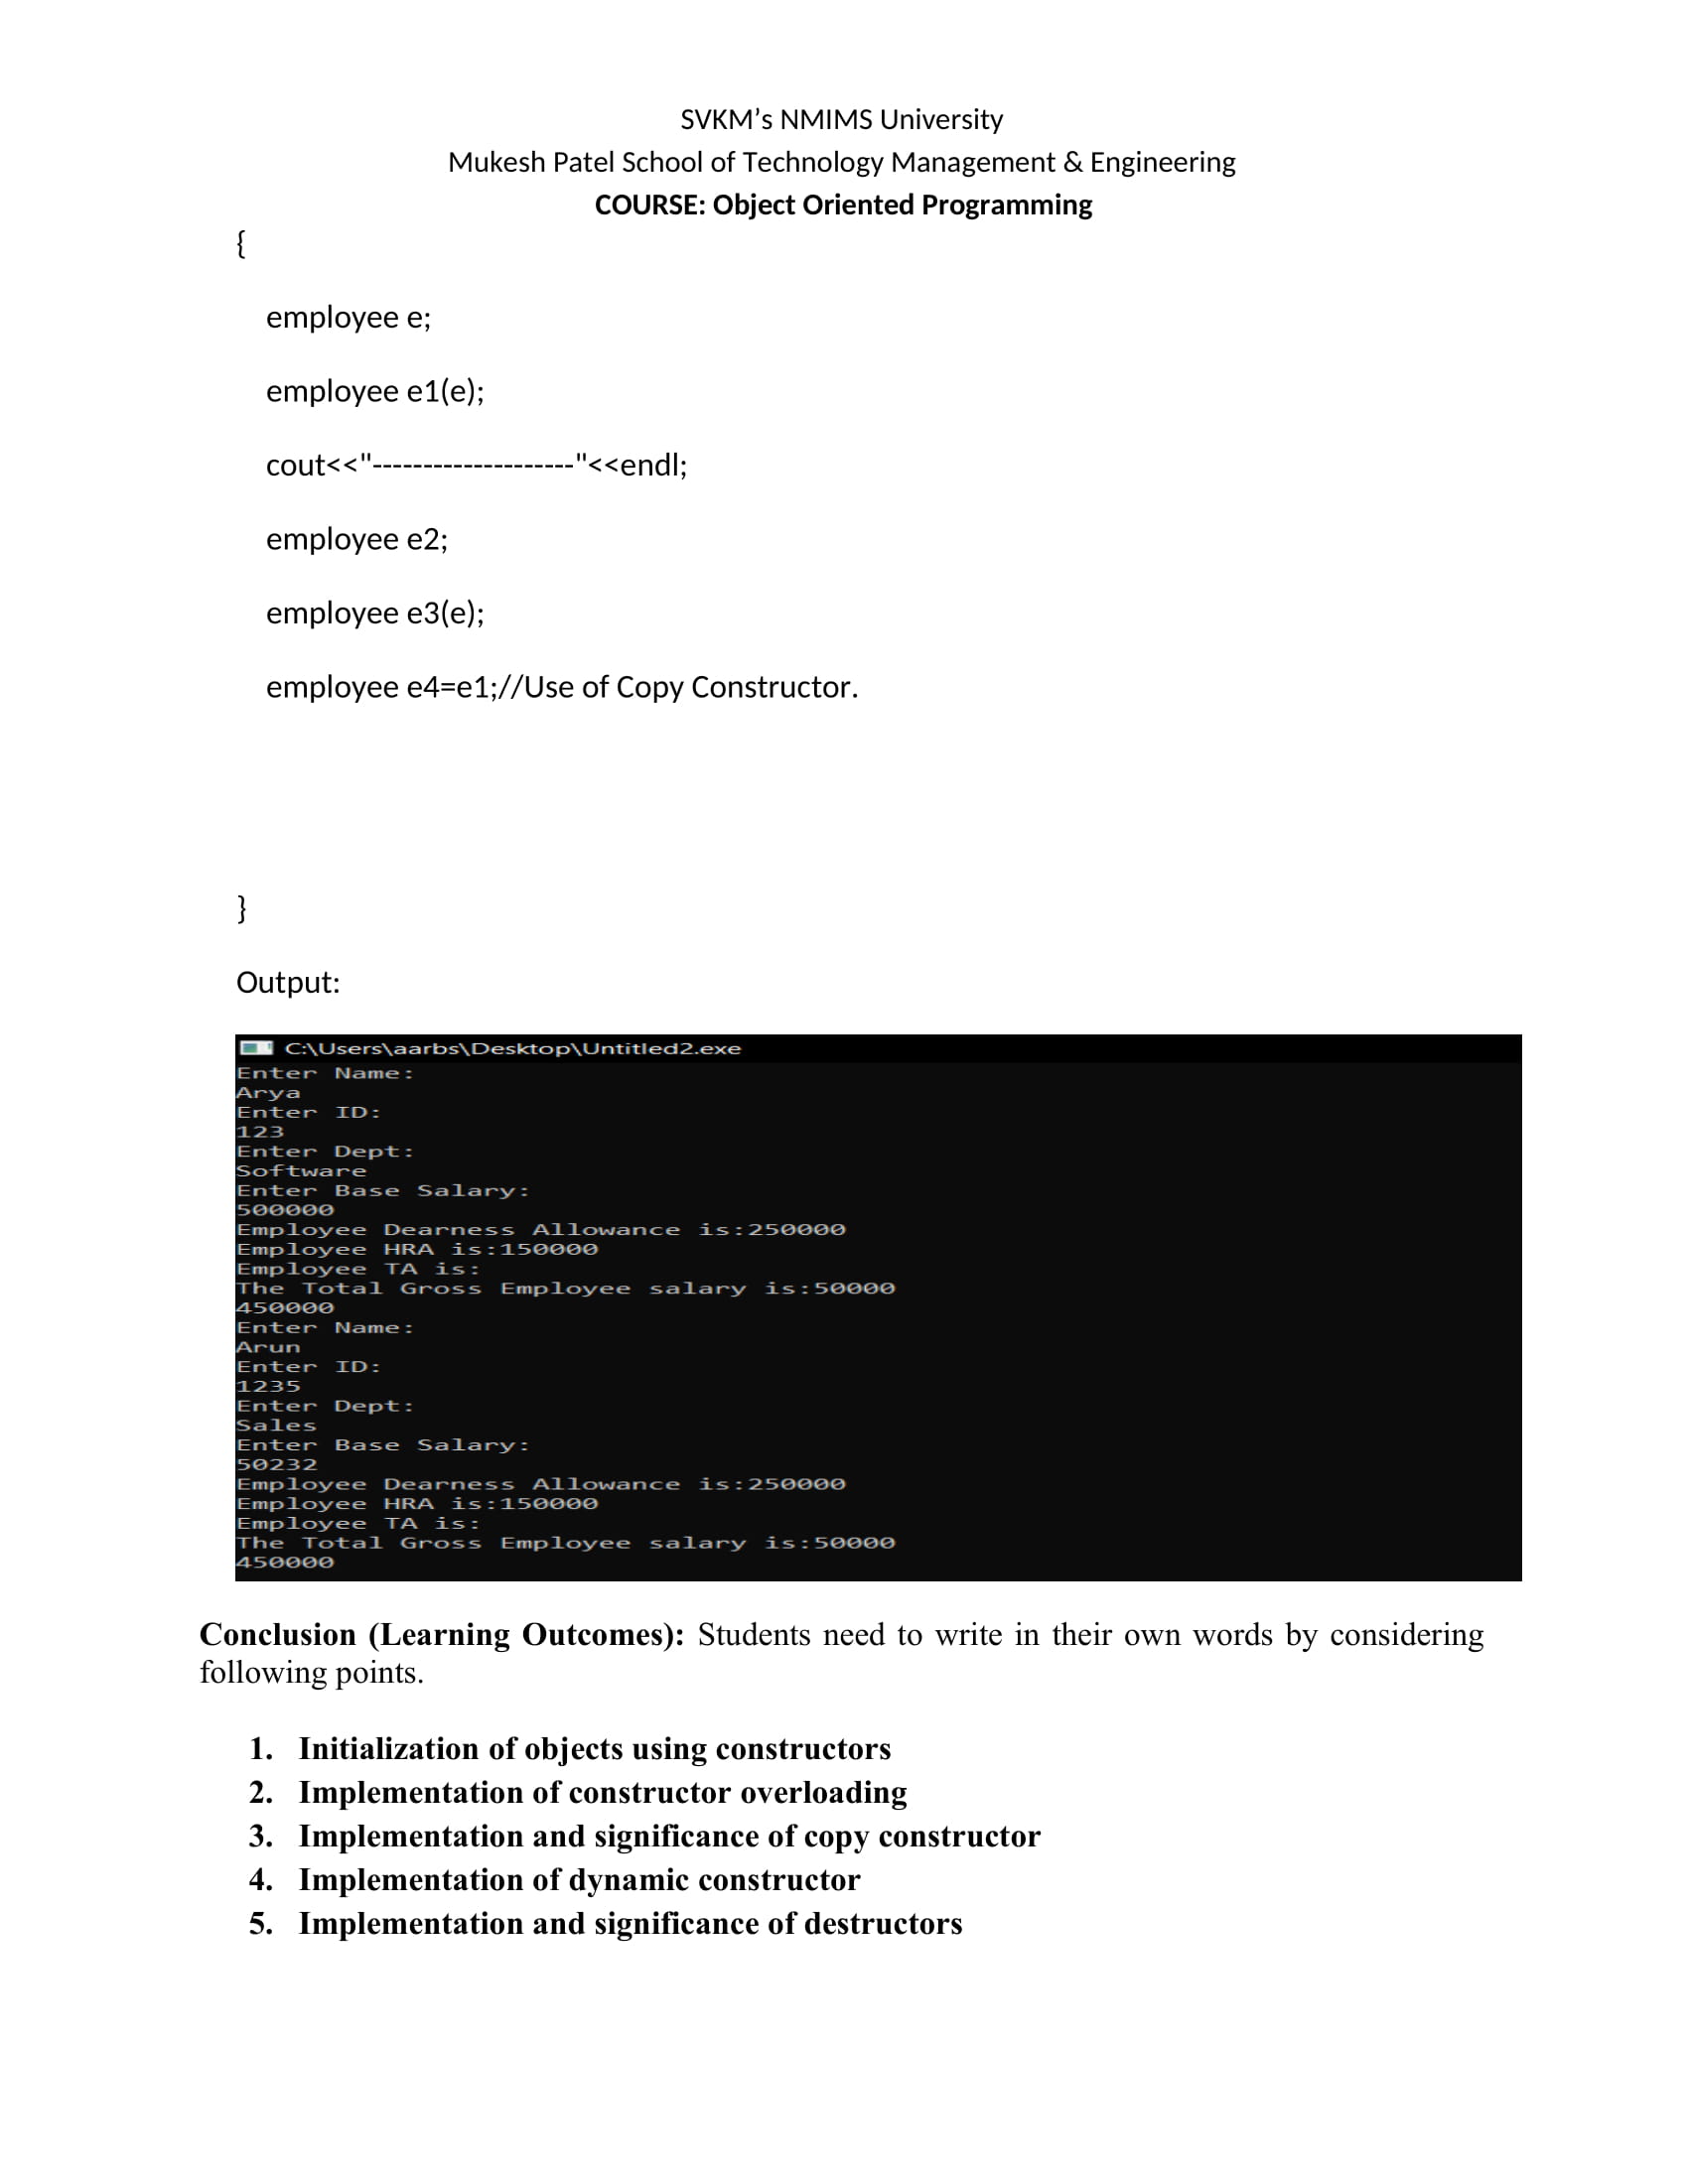 SVKM’s NMIMS University
Mukesh Patel School of Technology Management & Engineering
COURSE: Object Oriented Programming
{
employee e;
employee e1(e);
cout<<"--------------------"<<endl;
employee e2;
employee e3(e);
employee e4=e1;//Use of Copy Constructor.
}
Output:
C:\Users\aarbs\Desktop\Untitled2.exe
Enter Name:
Arya
Enter ID:
123
Enter Dept:
Software
Enter Base Salary:
500000
Employee Dearness Allowance is:250000
Employee HRA is:150000
Employee TA is:
The Total Gross Employee salary is:50000
450000
Enter Name:
Arun
Enter ID:
1235
Enter Dept:
Sales
Enter Base Salary:
50232
Employee Dearness Allowance is:250000
Employee HRA is:150000
Employee TA is:
The Total Gross Employee salary is:50000
450000
Conclusion (Learning Outcomes): Students need to write in their own words by considering
following points.
1. Initialization of objects using constructors
2. Implementation of constructor overloading
3. Implementation and significance of copy constructor
4. Implementation of dynamic constructor
5. Implementation and significance of destructors